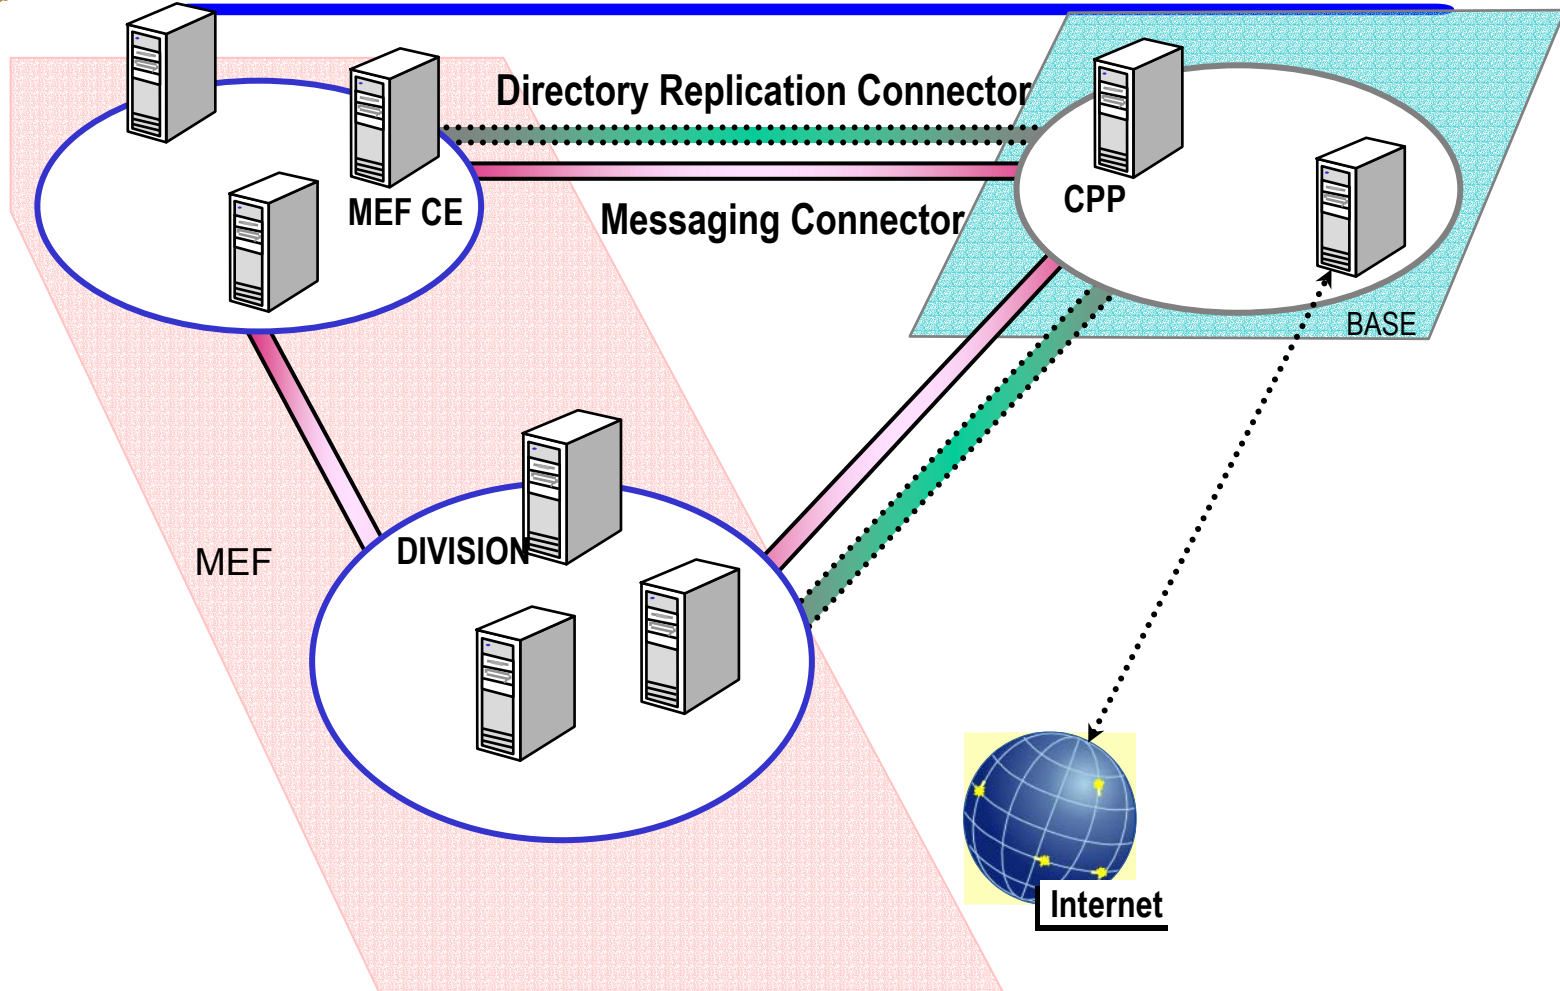 Directory Replication Connector
MEF CE
CPP
Messaging Connector
BASE
DIVISION
MEF
Internet